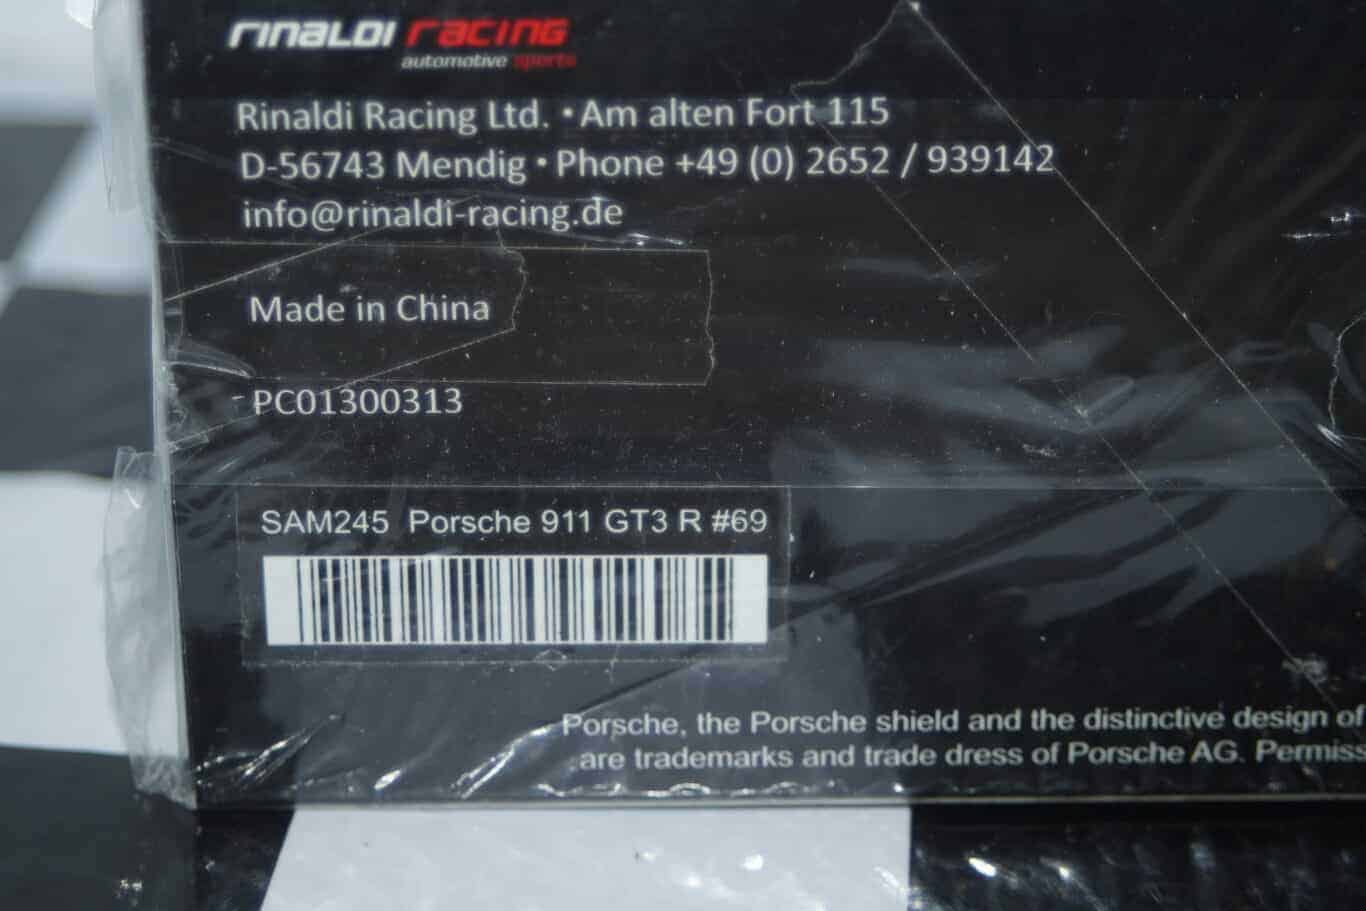 rinaldi racing
automotive sports
Rinaldi Racing Ltd. • Am alten Fort 115
D-56743 Mendig • Phone +49 (0) 2652 / 939142
info@rinaldi-racing.de
Made in China
PC01300313
SAM245 Porsche 911 GT3 R #69
Porsche, the Porsche shield and the distinctive design of
are trademarks and trade dress of Porsche AG. Permiss